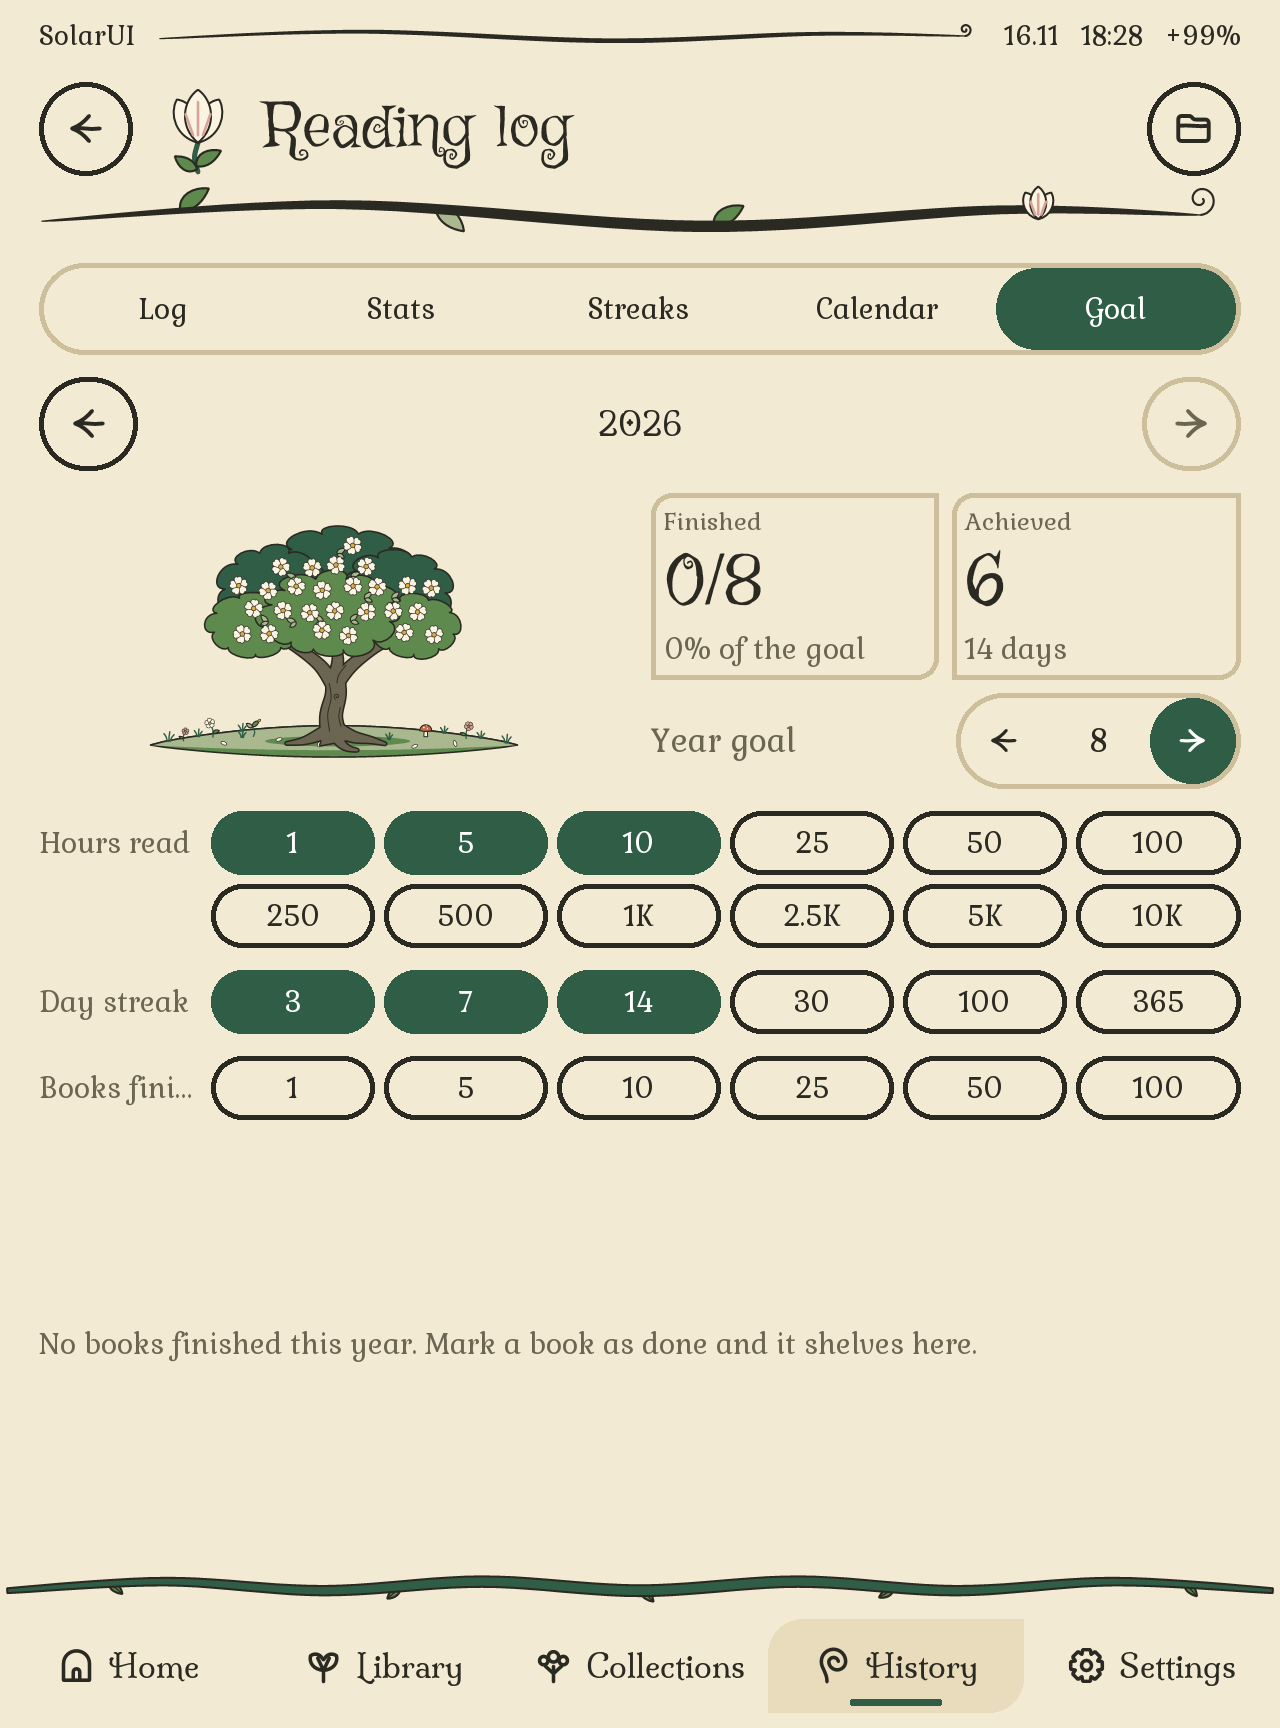 SolarUI 16.11 18:28 +99%
Reading log
Log Stats Streaks Calendar Goal
2026
Finished
0/8
0% of the goal
Achieved
6
14 days
Year goal 8
Hours read 1 5 10 25 50 100
250 500 1K 2.5K 5K 10K
Day streak 3 7 14 30 100 365
Books fini... 1 5 10 25 50 100
No books finished this year. Mark a book as done and it shelves here.
Home Library Collections History Settings